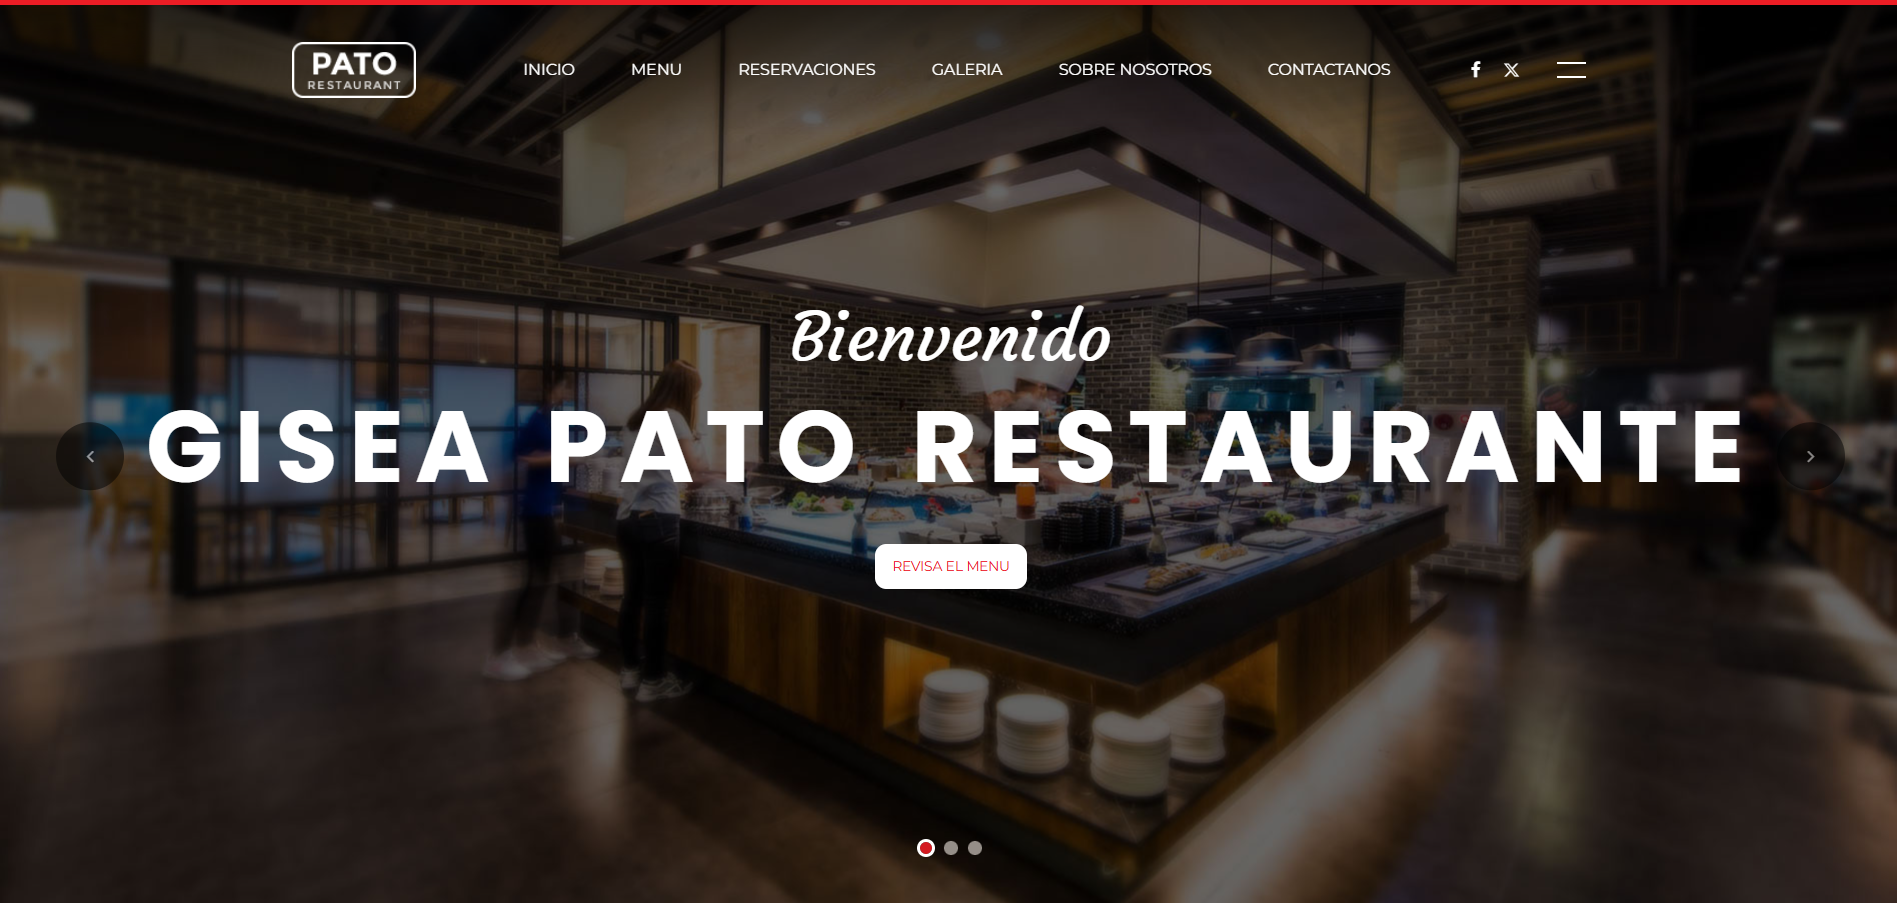 PATO
RESTAURANT
INICIO MENU RESERVACIONES GALERIA SOBRE NOSOTROS CONTACTANOS
Bienvenido
GISEA PATO RESTAURANTE
REVISA EL MENU